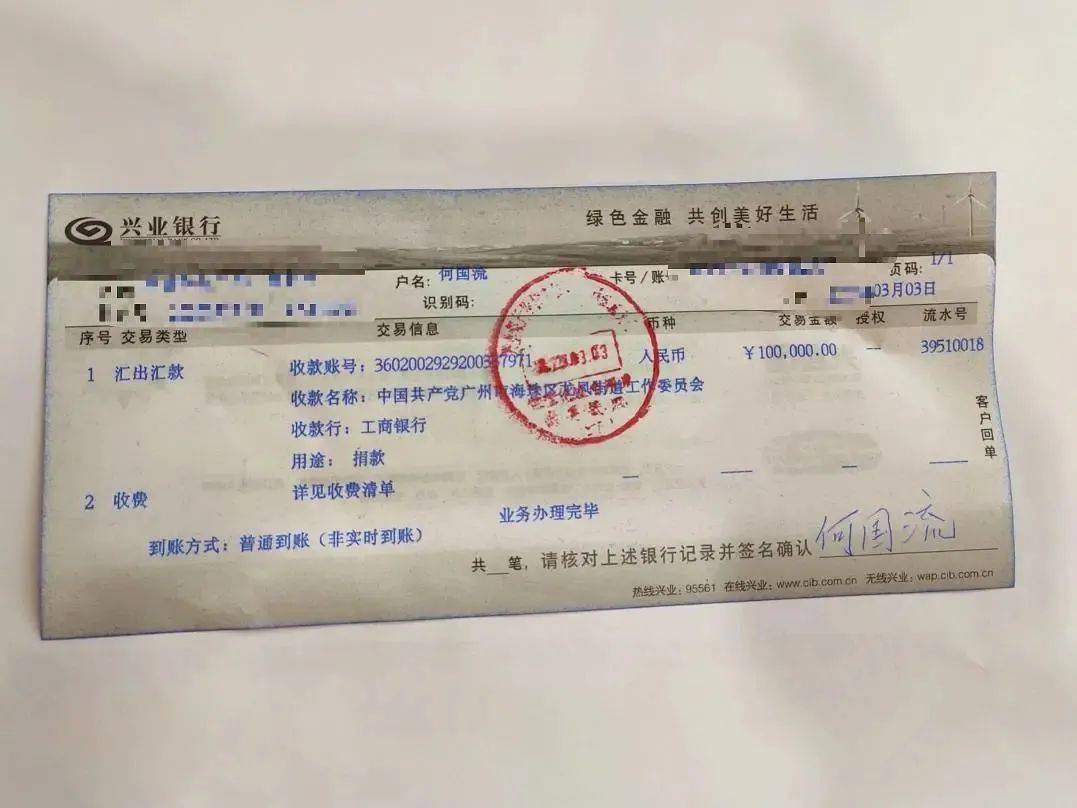 兴业银行
绿色金融 共创美好生活
户名: 何国流 卡号/账 页码: 1/1
识别码: 03月03日
序号 交易类型 交易信息 币种 交易金额 授权 流水号
1 汇出汇款 收款账号: 人民币 ¥100,000.00 — 39510018
收款名称: 中国共产党广州市海珠区龙凤街道工作委员会
收款行: 工商银行
用途: 捐款
2 收费 详见收费清单 — — — —
客户回单
业务办理完毕
到账方式: 普通到账(非实时到账)
共__笔, 请核对上述银行记录并签名确认 何国流
热线兴业: 95561 在线兴业: www.cib.com.cn 无线兴业: wap.cib.com.cn